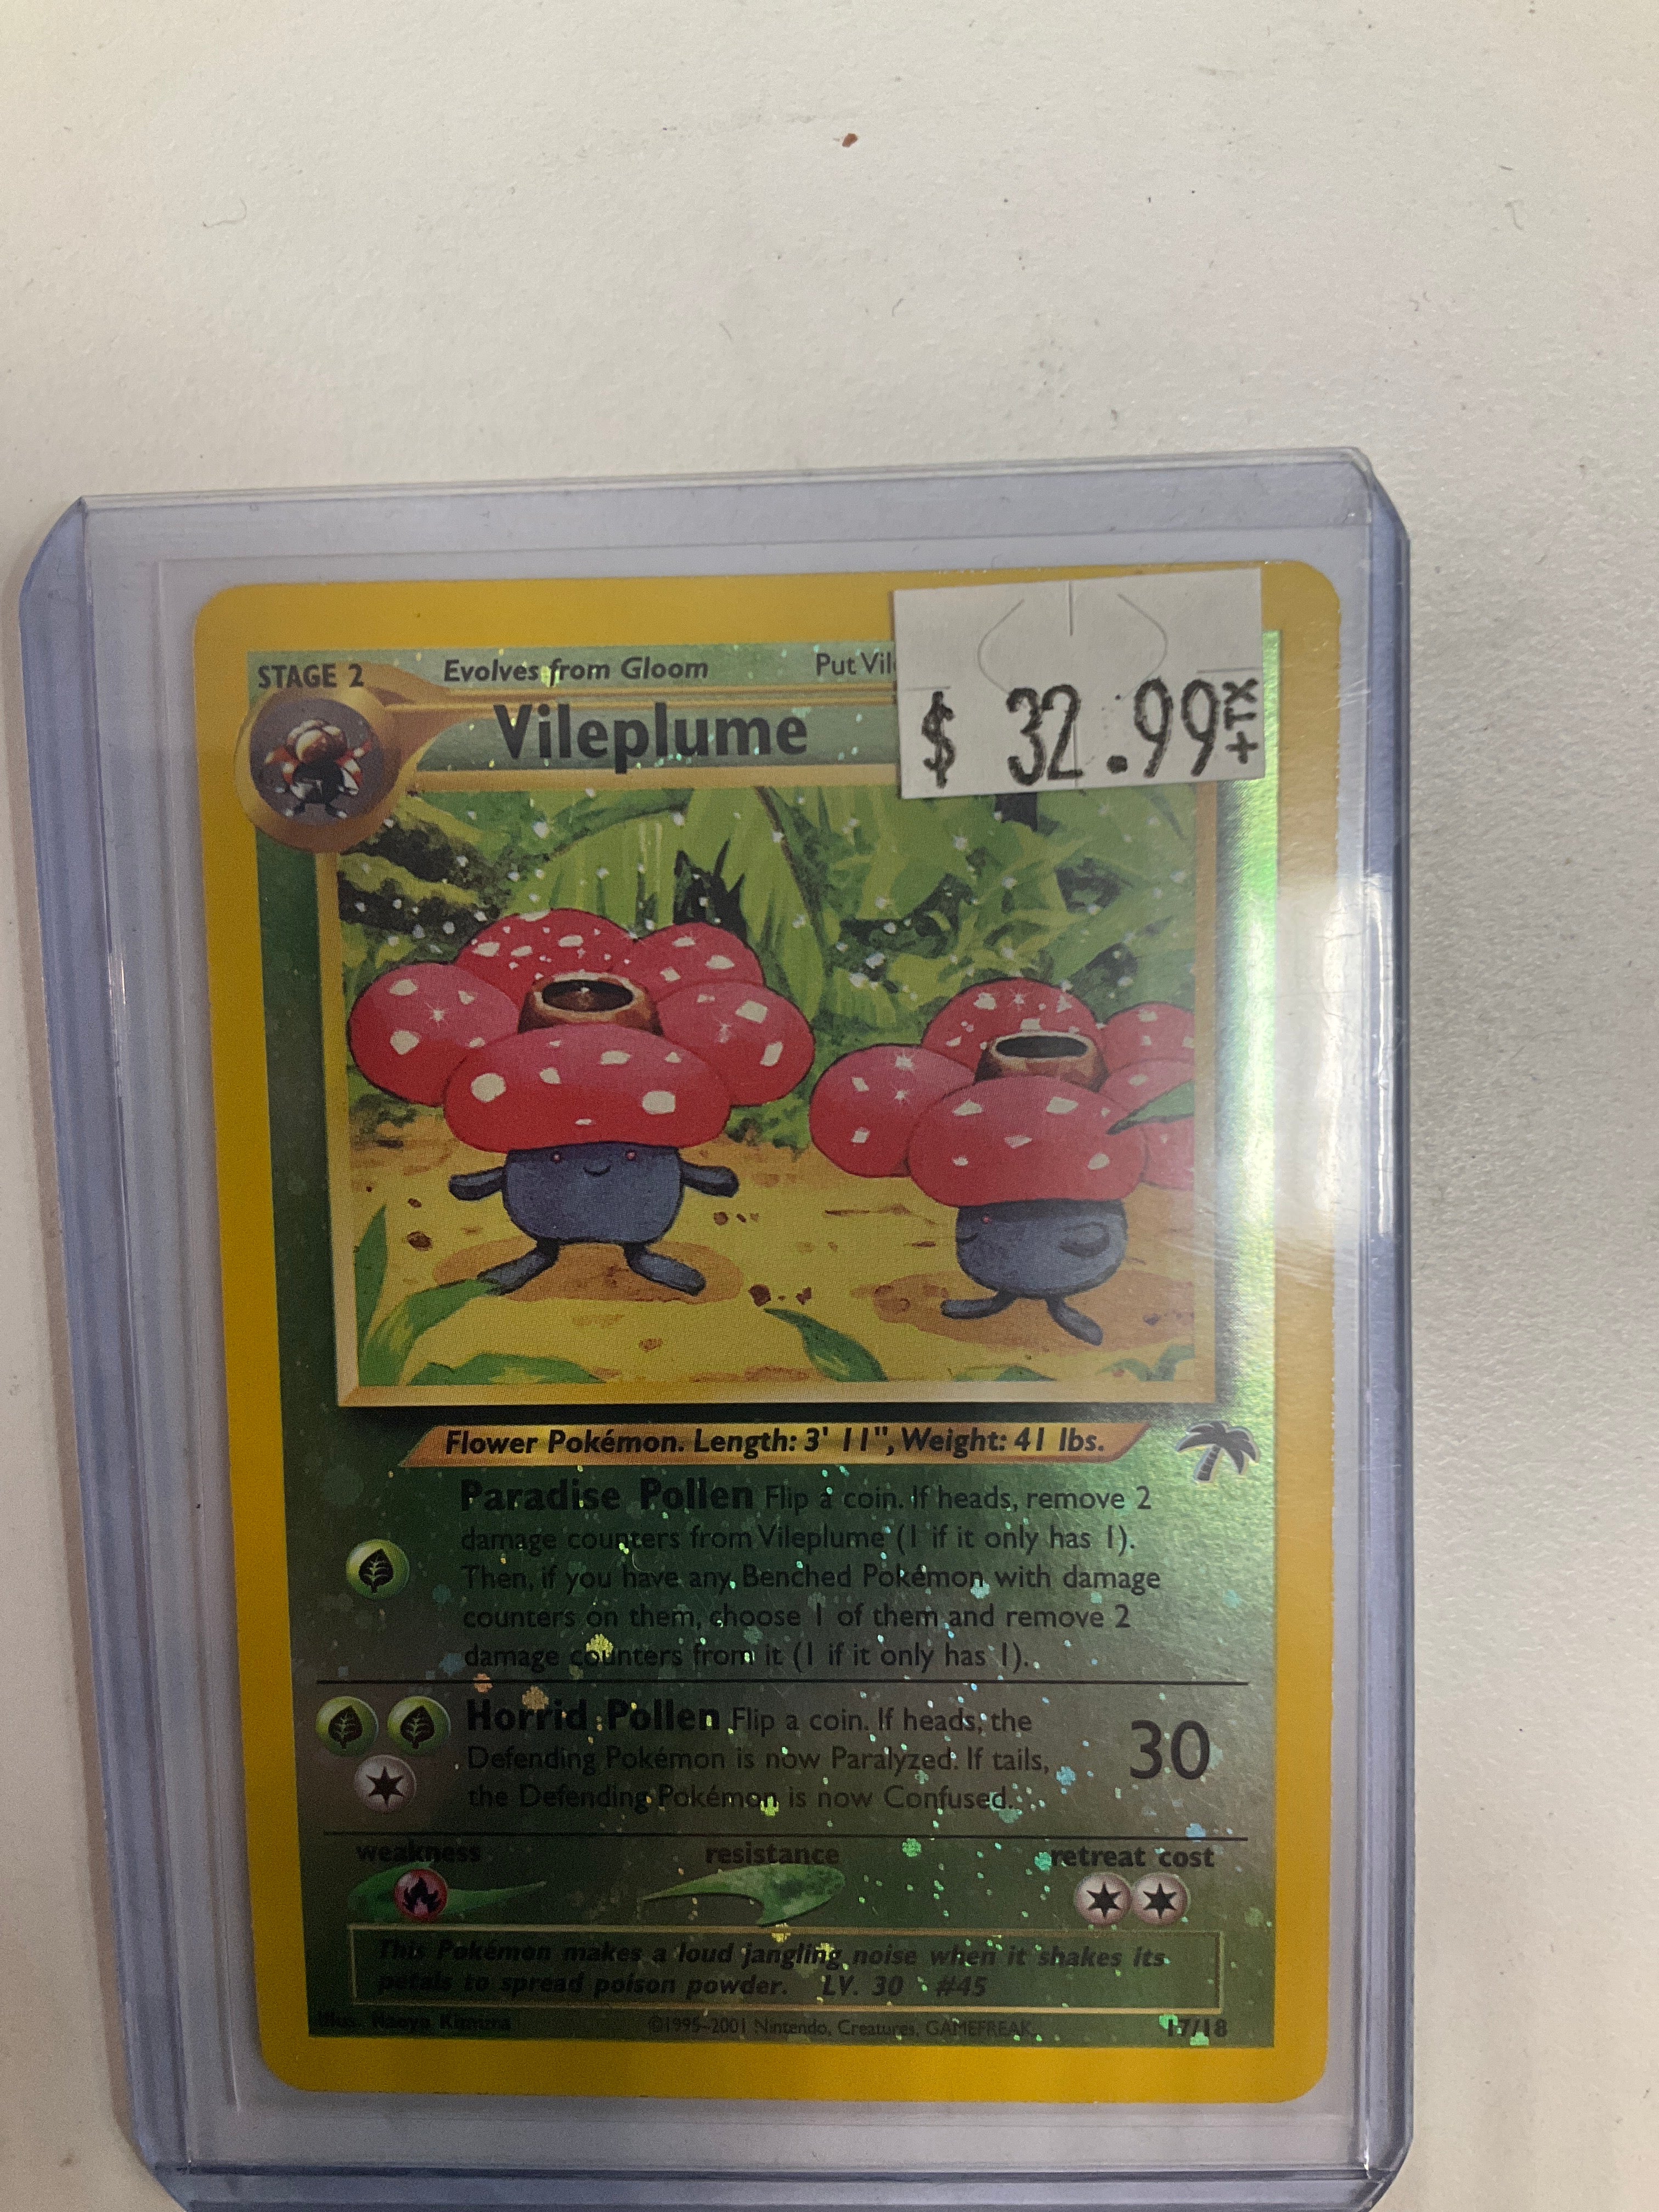 STAGE 2 Evolves from Gloom Put Vil
Vileplume
$ 32.99 +TX
Flower Pokémon. Length: 3' 11", Weight: 41 lbs.
Paradise Pollen Flip a coin. If heads, remove 2
damage counters from Vileplume (1 if it only has 1).
Then, if you have any Benched Pokémon with damage
counters on them, choose 1 of them and remove 2
damage counters from it (1 if it only has 1).
Horrid Pollen Flip a coin. If heads, the
Defending Pokémon is now Paralyzed. If tails,
the Defending Pokémon is now Confused.
30
weakness resistance retreat cost
This Pokémon makes a loud jangling noise when it shakes its
petals to spread poison powder. LV. 30 #45
Illus. Naoyo Kimura ©1995-2001 Nintendo, Creatures, GAMEFREAK. 17/18